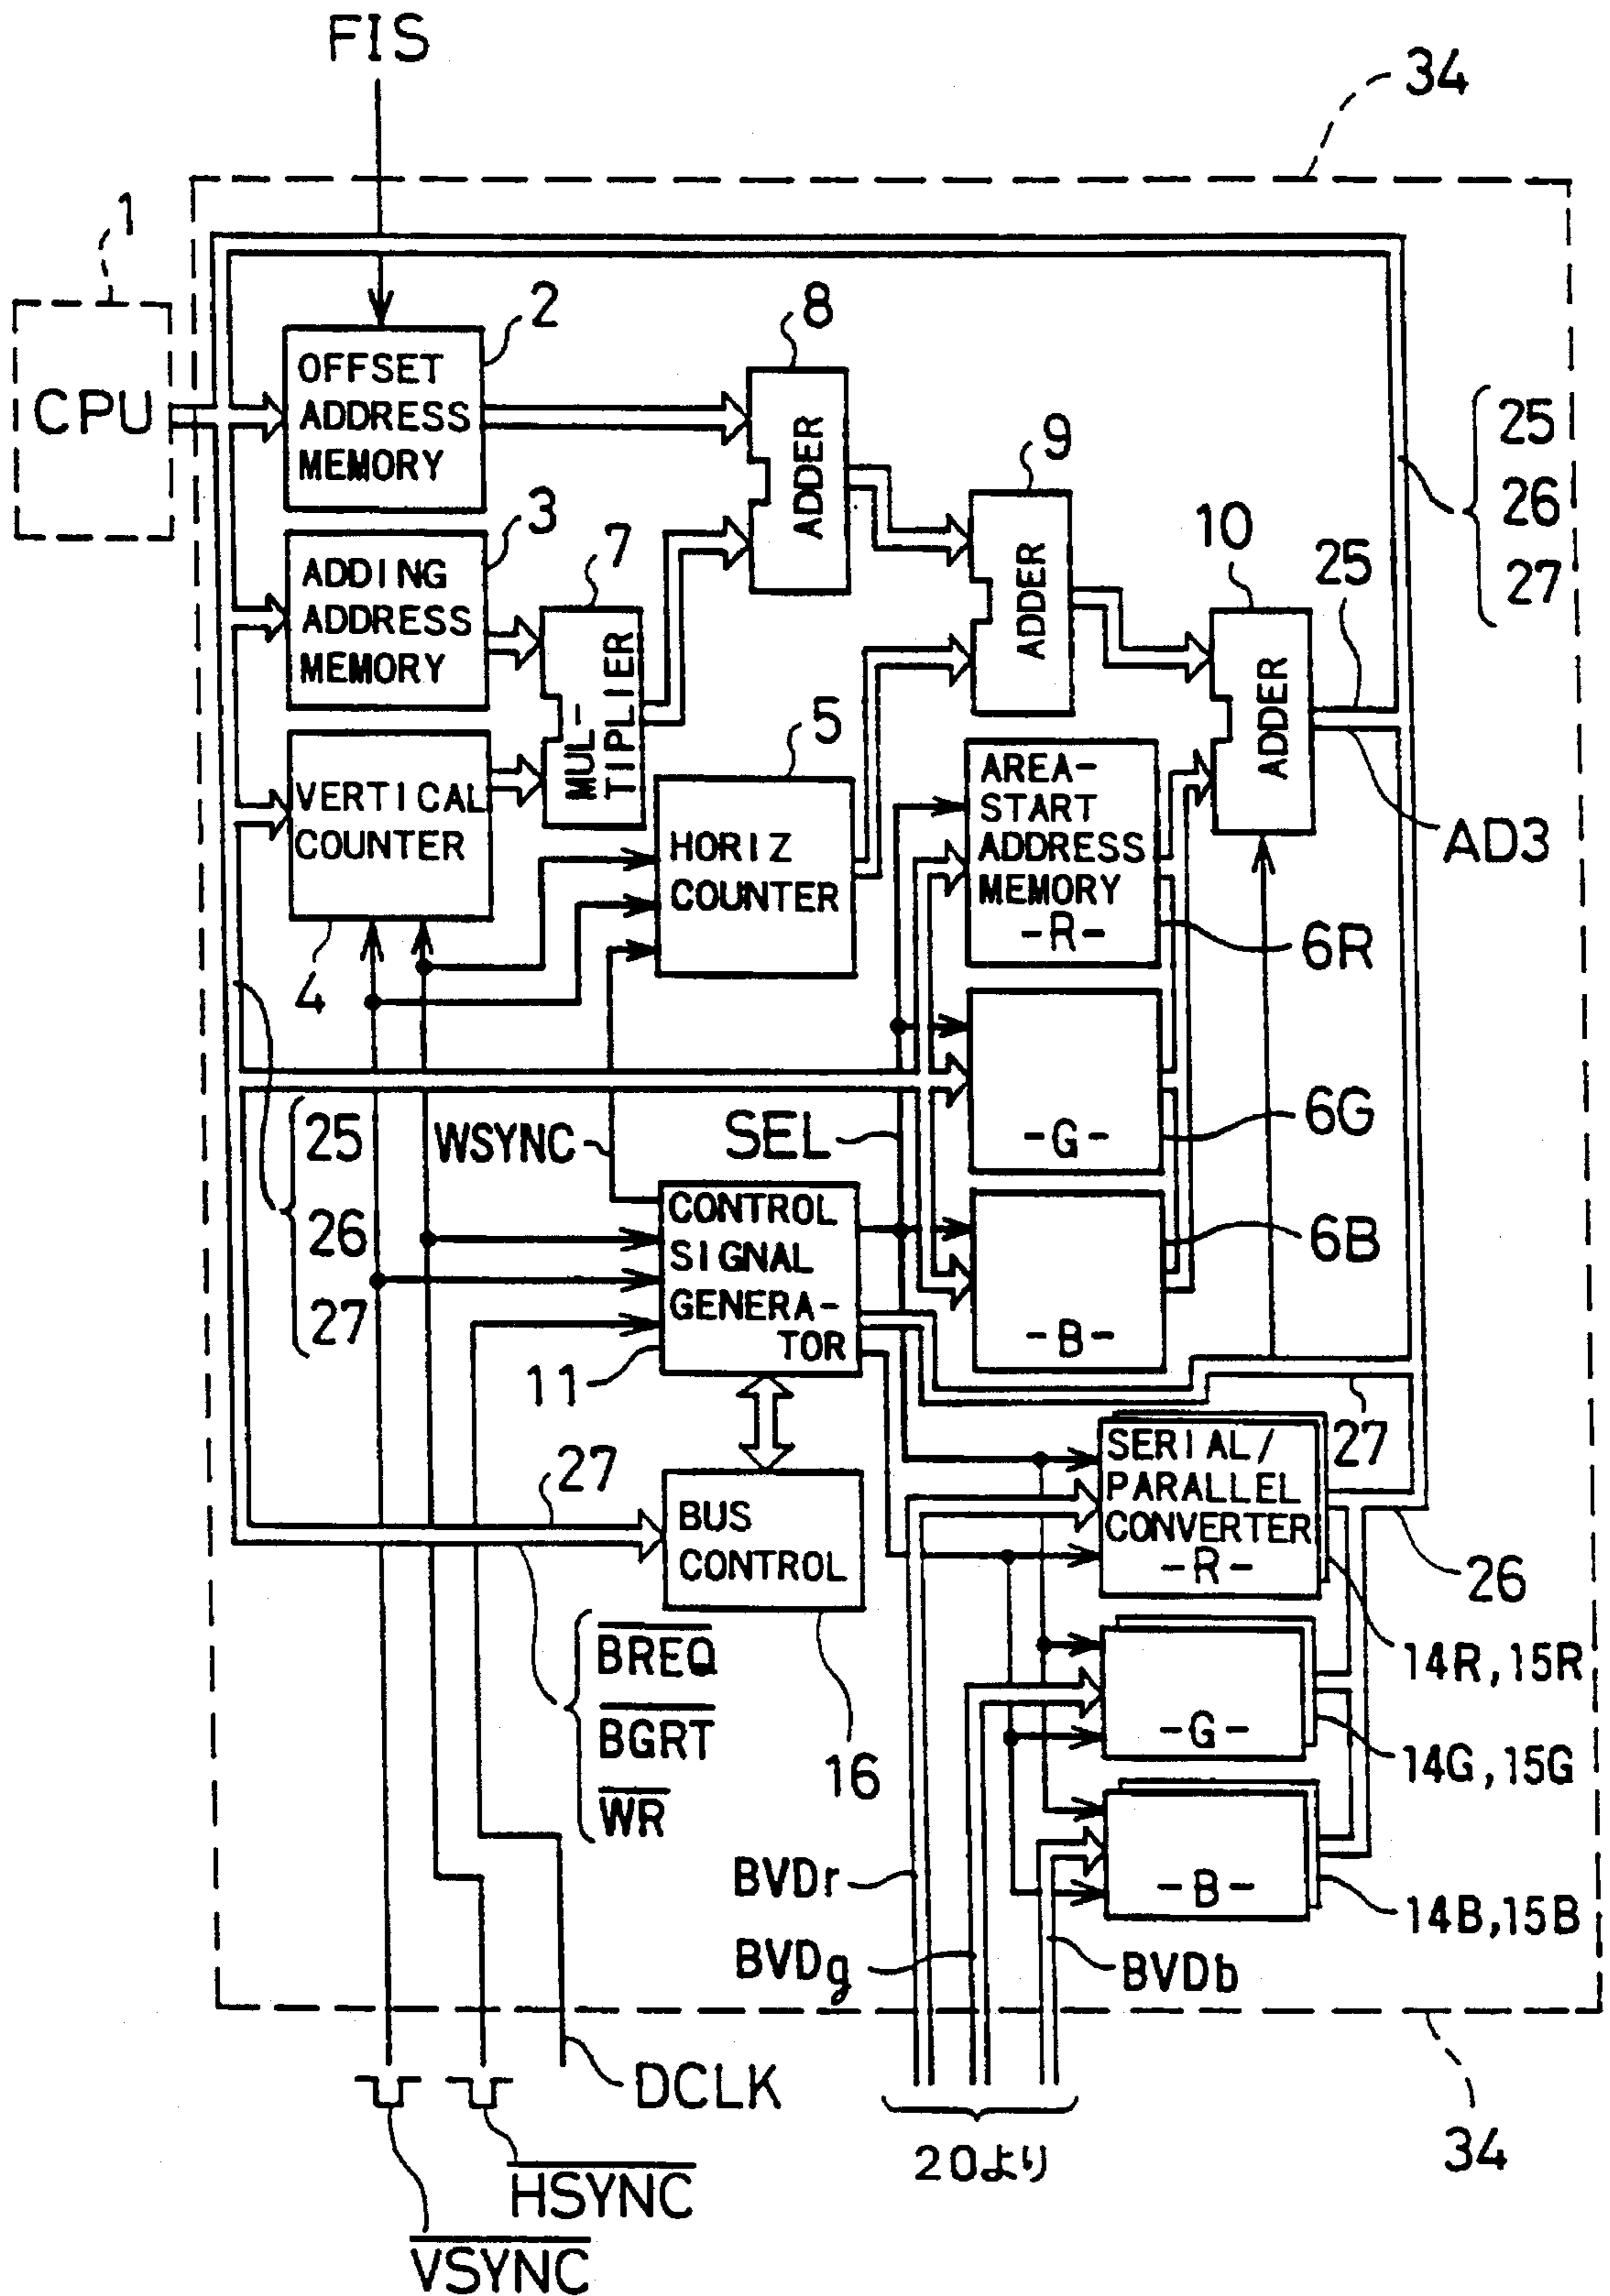 FIS
34
1
CPU
2
OFFSET
ADDRESS
MEMORY
8
ADDER
9
ADDER
25
26
27
3
ADDING
ADDRESS
MEMORY
7
MUL-
TIPLIER
10
ADDER
25
AD3
VERTICAL
COUNTER
4
5
HORIZ
COUNTER
AREA-
START
ADDRESS
MEMORY
-R-
6R
-G-
6G
-B-
6B
25
26
27
WSYNC
SEL
CONTROL
SIGNAL
GENERA-
TOR
11
27
27
BUS
CONTROL
16
BREQ
BGRT
WR
SERIAL/
PARALLEL
CONVERTER
-R-
26
14R,15R
-G-
14G,15G
-B-
14B,15B
BVDr
BVDg
BVDb
DCLK
HSYNC
VSYNC
20より
34